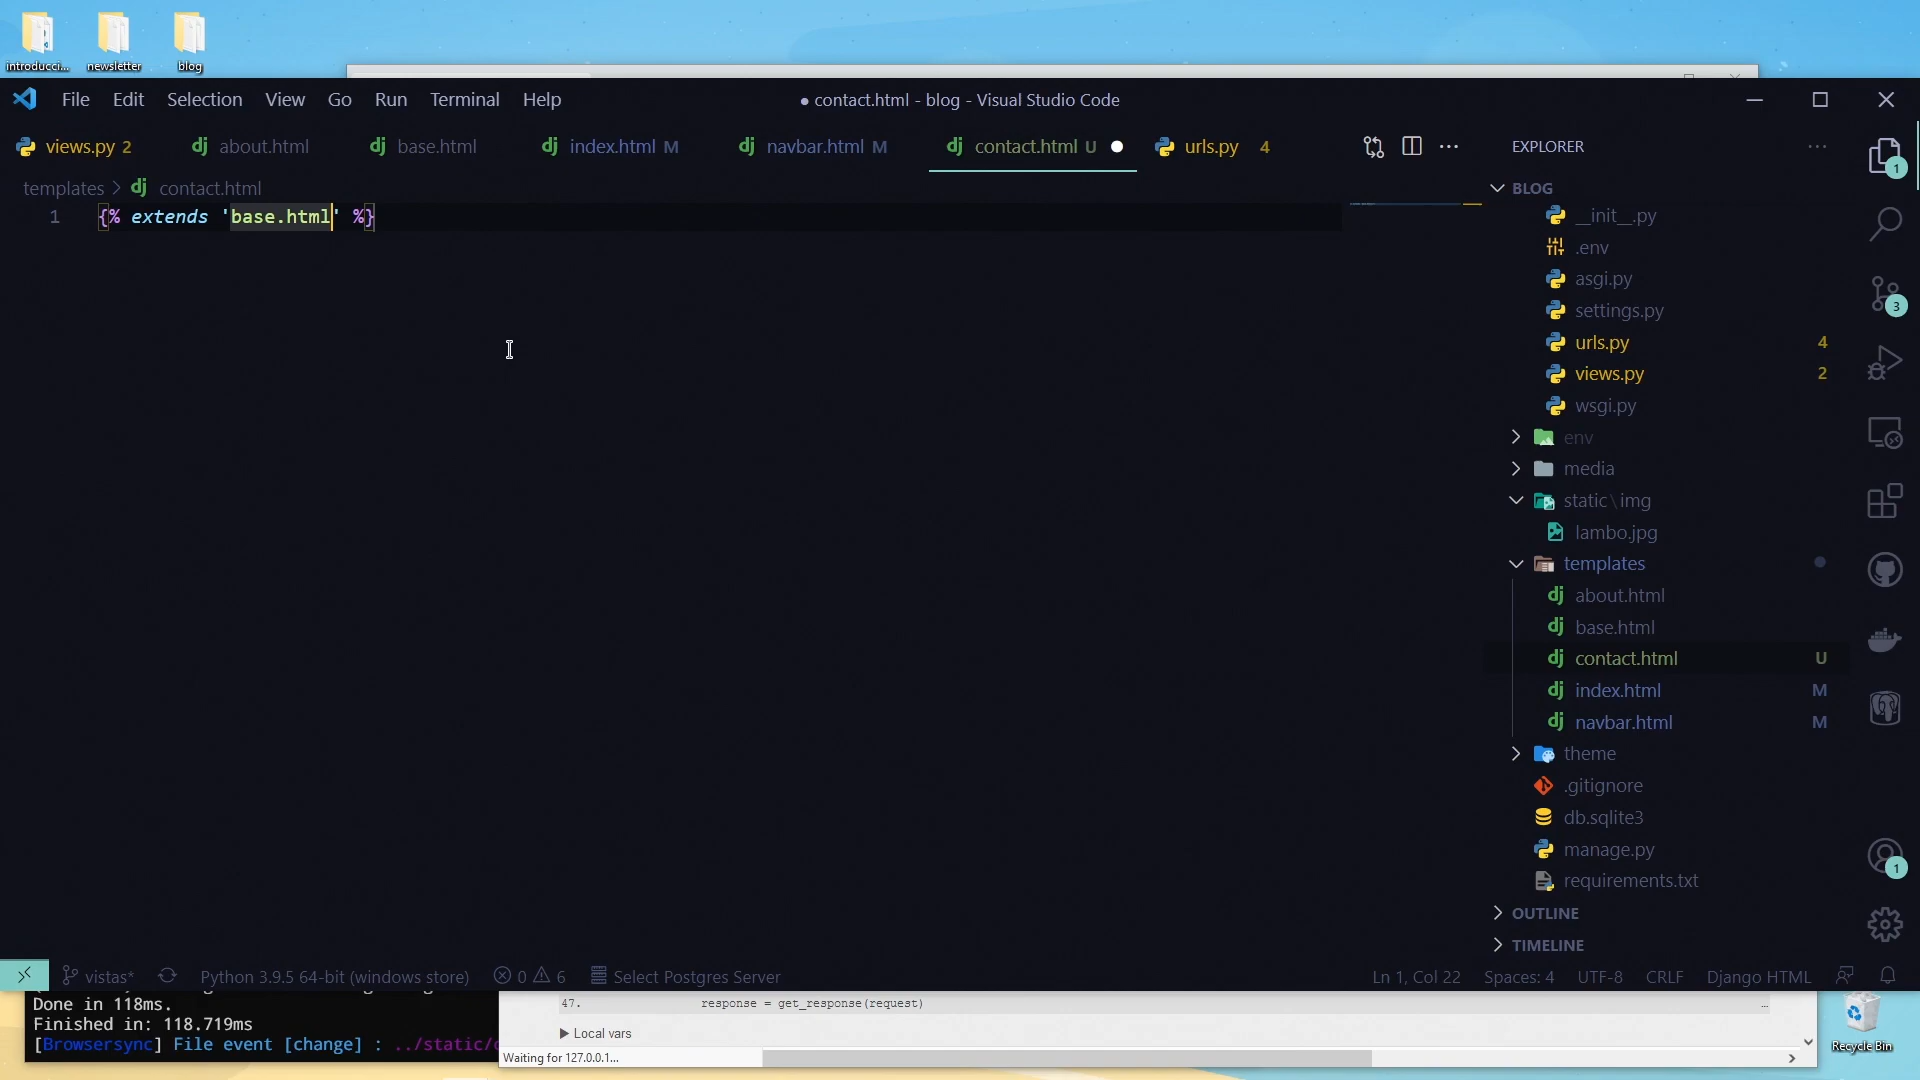 introducci...
newsletter
blog
File Edit Selection View Go Run Terminal Help
● contact.html - blog - Visual Studio Code
views.py 2
about.html
base.html
index.html M
navbar.html M
contact.html U
urls.py 4
EXPLORER
templates > contact.html
BLOG
1 {% extends 'base.html' %}
__init__.py
.env
asgi.py
settings.py
urls.py 4
views.py 2
wsgi.py
env
media
static\img
lambo.jpg
templates
about.html
base.html
contact.html U
index.html M
navbar.html M
theme
.gitignore
db.sqlite3
manage.py
requirements.txt
OUTLINE
TIMELINE
1
3
1
vistas* Python 3.9.5 64-bit (windows store) 0 6 Select Postgres Server
Ln 1, Col 22 Spaces: 4 UTF-8 CRLF Django HTML
Done in 118ms.
Finished in: 118.719ms
[Browsersync] File event [change] : ../static/
47. response = get_response(request) …
Local vars
Waiting for 127.0.0.1...
Recycle Bin